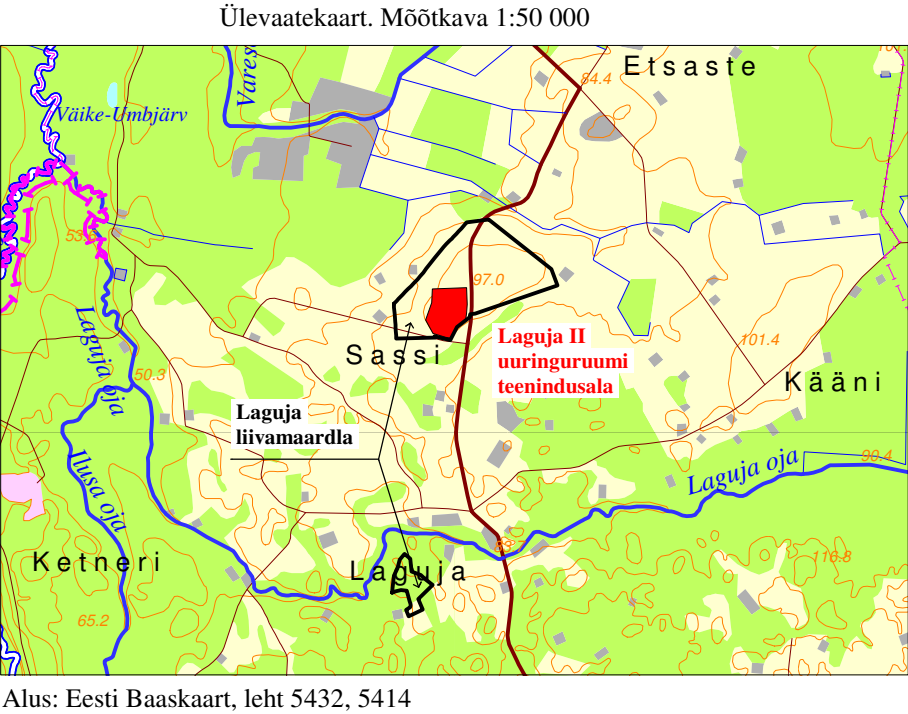 Ülevaatekaart. Mõõtkava 1:50 000
Etsaste
84.4
Väike-Umbjärv
97.0
Laguja II
uuringuruumi
teenindusala
Sassi
101.4
Kääni
Laguja oja
50.3
Laguja
liivamaardla
Ilusa oja
Laguja oja
90.4
Ketneri
Laguja
116.8
65.2
Alus: Eesti Baaskaart, leht 5432, 5414